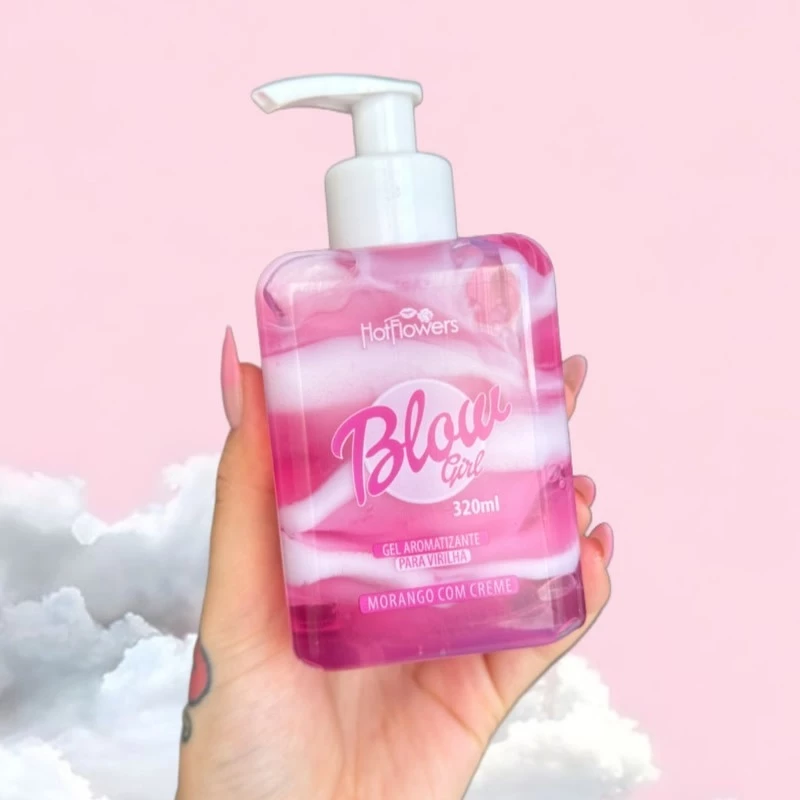 HotFlowers
Blow
Girl
320ml
GEL AROMATIZANTE
PARA VIRILHA
MORANGO COM CREME